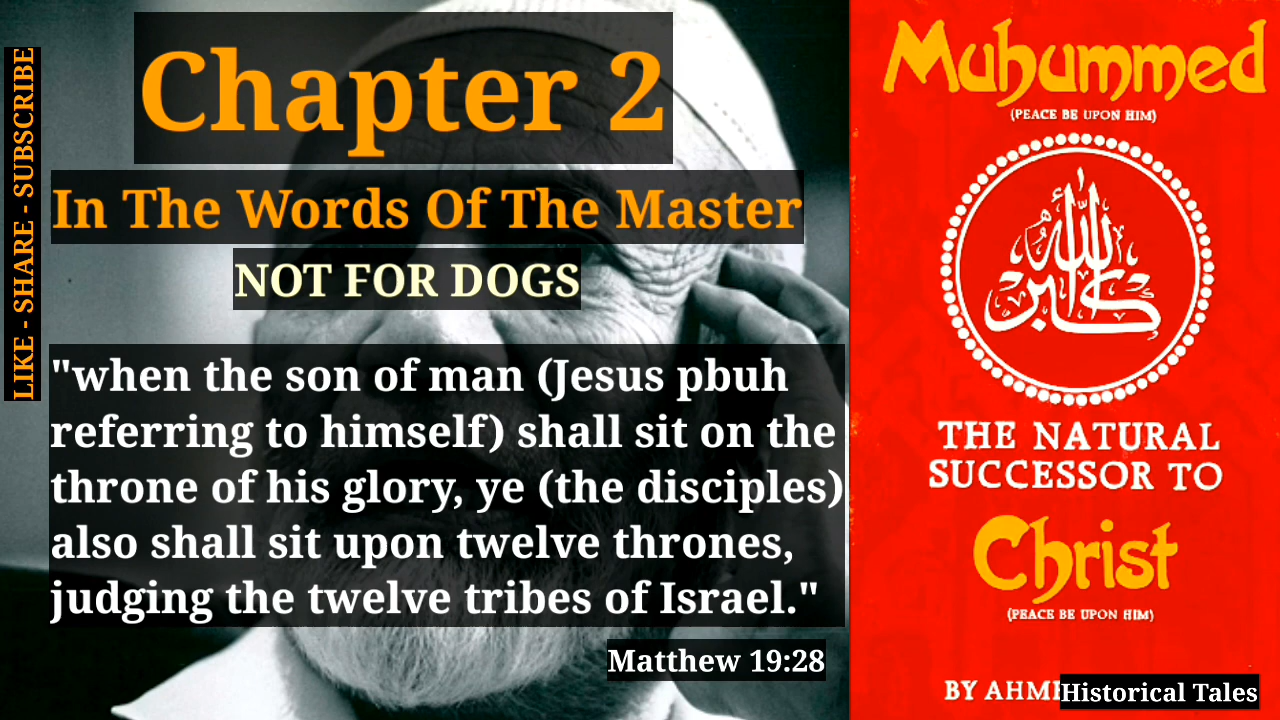 LIKE - SHARE - SUBSCRIBE
Chapter 2
In The Words Of The Master
NOT FOR DOGS
"when the son of man (Jesus pbuh
referring to himself) shall sit on the
throne of his glory, ye (the disciples)
also shall sit upon twelve thrones,
judging the twelve tribes of Israel."
Matthew 19:28
Muhummed
(PEACE BE UPON HIM)
الله اكبر
THE NATURAL
SUCCESSOR TO
Christ
(PEACE BE UPON HIM)
BY
Historical Tales